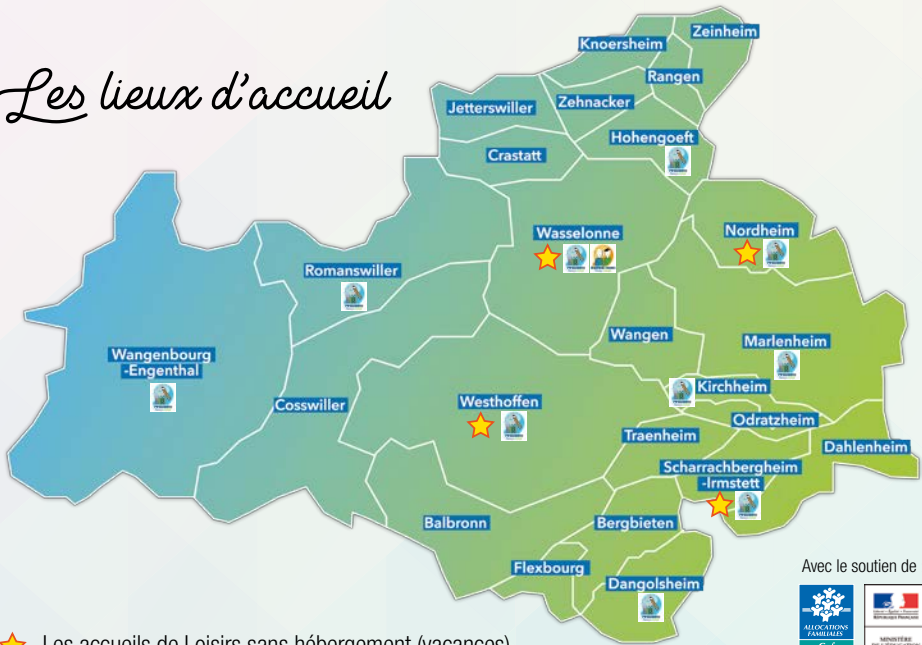 Les lieux d'accueil
Zeinheim
Knoersheim
Rangen
Jetterswiller
Zehnacker
Hohengoeft
Crastatt
Wasselonne
Nordheim
Romanswiller
Wangen
Marlenheim
Wangenbourg
-Engenthal
Kirchheim
Cosswiller
Westhoffen
Odratzheim
Traenheim
Dahlenheim
Scharrachbergheim
-Irmstett
Balbronn
Bergbieten
Flexbourg
Dangolsheim
Avec le soutien de
ALLOCATIONS
FAMILIALES
Les accueils de Loisirs sans hébergement (vacances)
MINISTÈRE